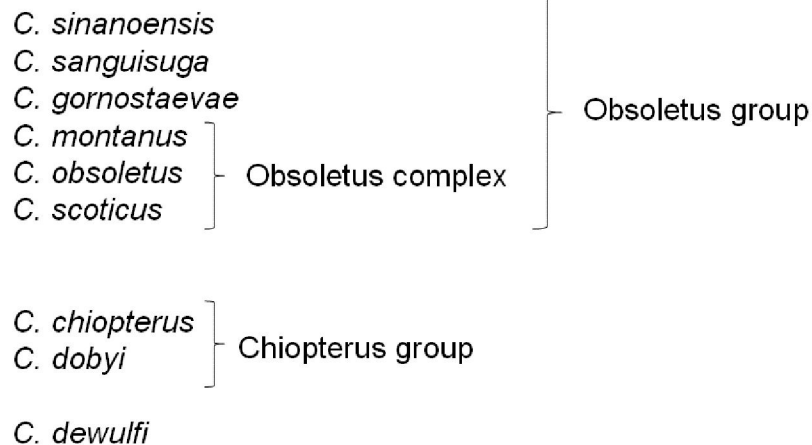 C. sinanoensis
C. sanguisuga
C. gornostaevae
C. montanus
C. obsoletus
C. scoticus
Obsoletus complex
Obsoletus group
C. chiopterus
C. dobyi
Chiopterus group
C. dewulfi